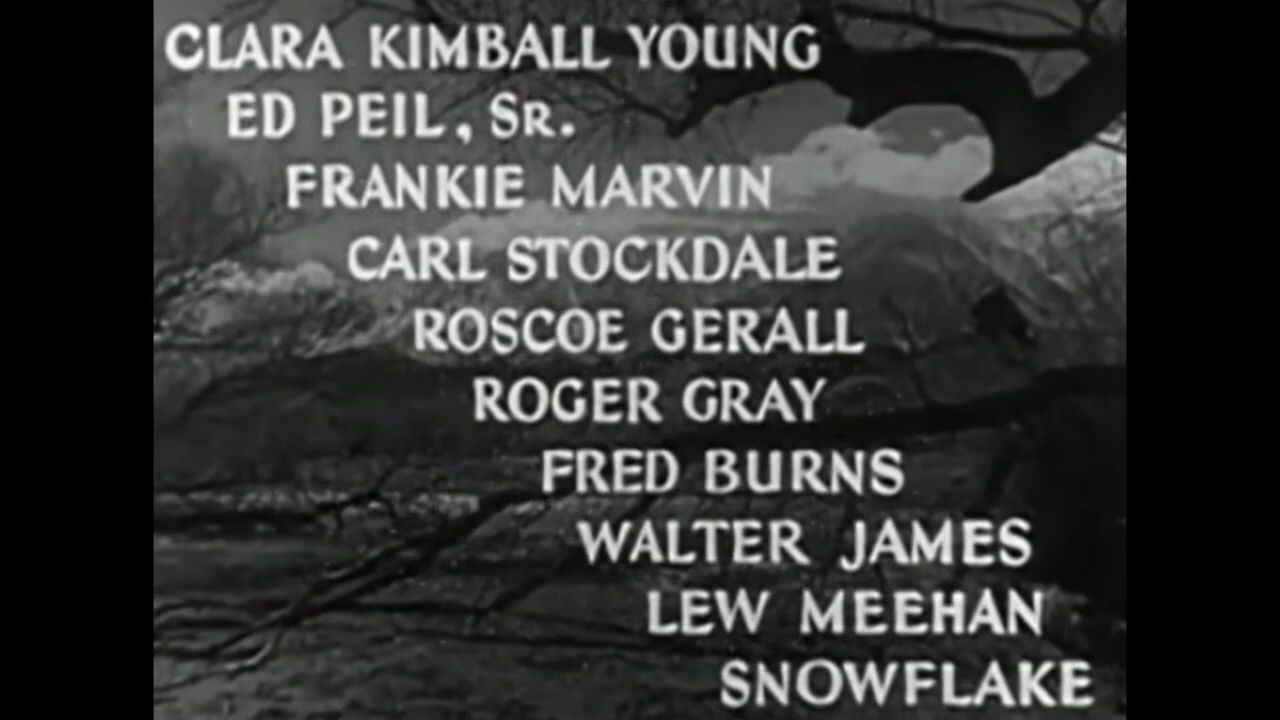 CLARA KIMBALL YOUNG
ED PEIL, SR.
FRANKIE MARVIN
CARL STOCKDALE
ROSCOE GERALL
ROGER GRAY
FRED BURNS
WALTER JAMES
LEW MEEHAN
SNOWFLAKE